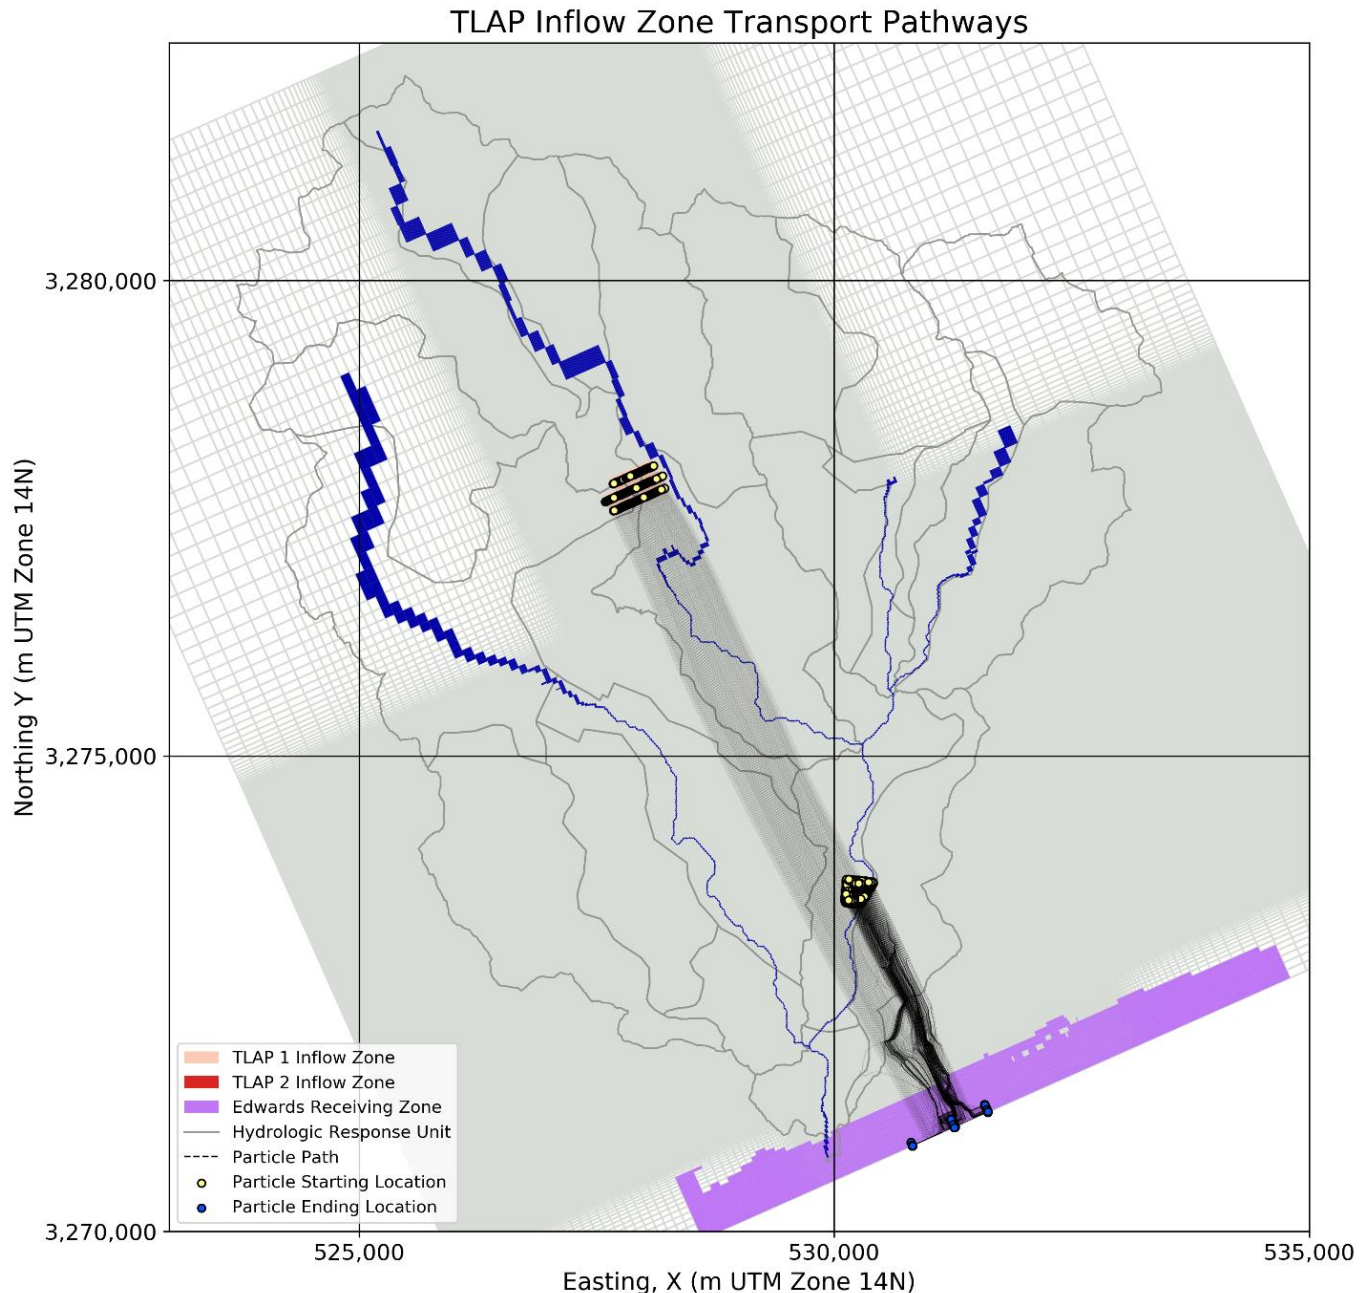 TLAP Inflow Zone Transport Pathways
Northing Y (m UTM Zone 14N)
3,280,000
3,275,000
3,270,000
TLAP 1 Inflow Zone
TLAP 2 Inflow Zone
Edwards Receiving Zone
Hydrologic Response Unit
Particle Path
Particle Starting Location
Particle Ending Location
525,000
530,000
535,000
Easting, X (m UTM Zone 14N)